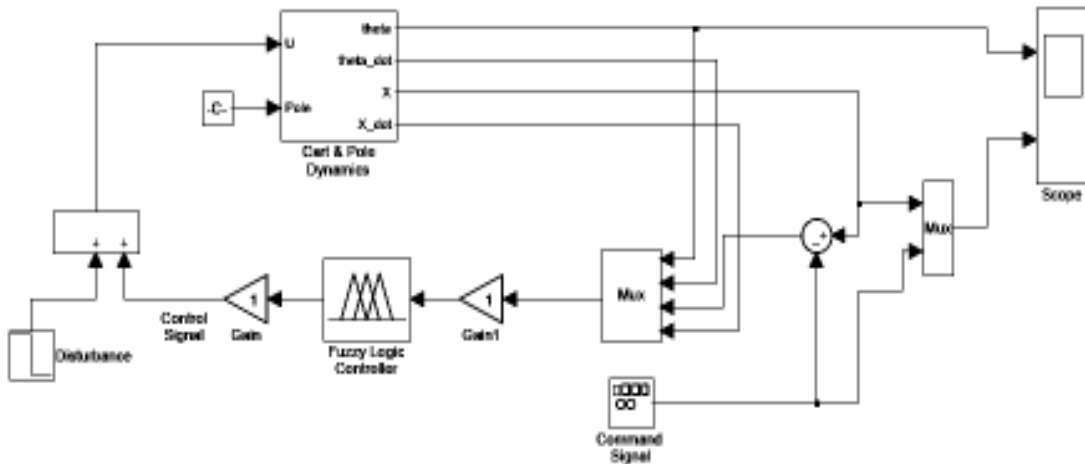 theta
U
theta_dot
X
-C-
Pole
X_dot
Cart & Pole
Dynamics
Scope
Mux
+ +
- +
Mux
1
1
Control
Signal
Gain
Gain1
Fuzzy Logic
Controller
Disturbance
Command
Signal